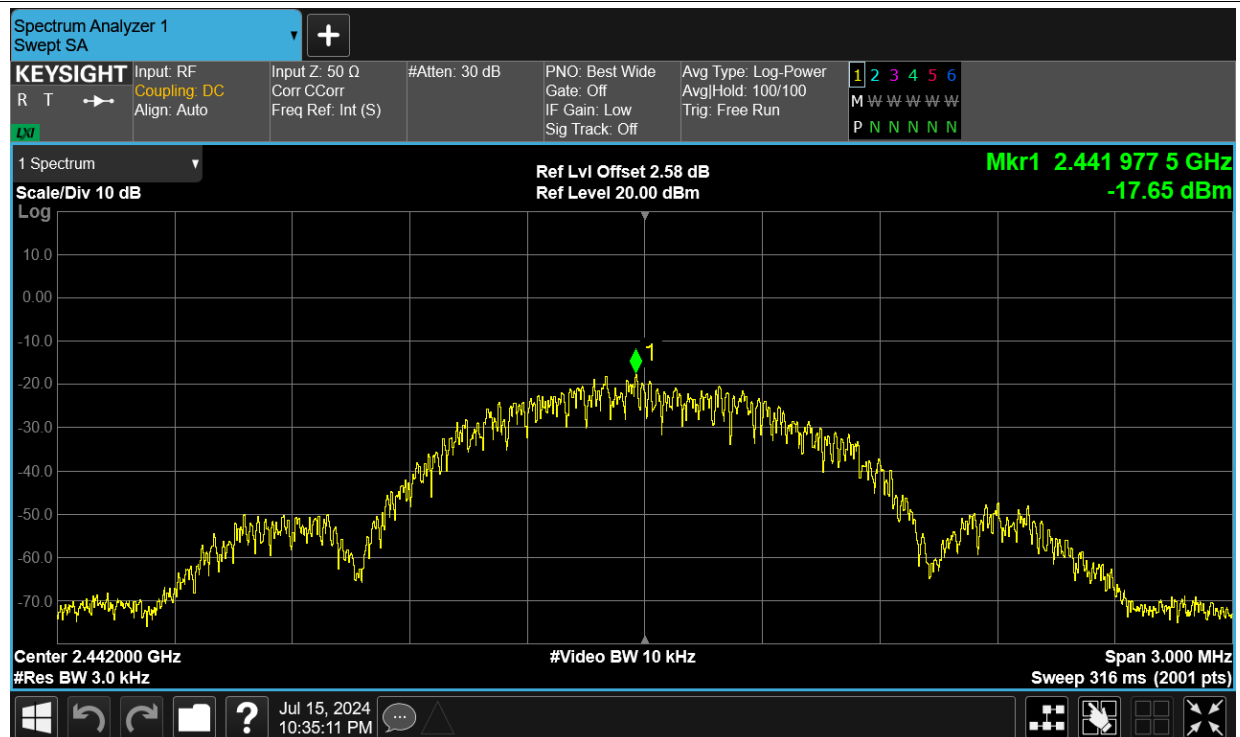 Spectrum Analyzer 1
Swept SA
+
KEYSIGHT
R T
LXI
Input: RF
Coupling: DC
Align: Auto
Input Z: 50 Ω
Corr CCorr
Freq Ref: Int (S)
#Atten: 30 dB
PNO: Best Wide
Gate: Off
IF Gain: Low
Sig Track: Off
Avg Type: Log-Power
Avg|Hold: 100/100
Trig: Free Run
1 2 3 4 5 6
M W W W W W
P N N N N N
1 Spectrum
Scale/Div 10 dB
Ref Lvl Offset 2.58 dB
Ref Level 20.00 dBm
Mkr1 2.441 977 5 GHz
-17.65 dBm
Log
10.0
0.00
-10.0
-20.0
-30.0
-40.0
-50.0
-60.0
-70.0
1
Center 2.442000 GHz
#Res BW 3.0 kHz
#Video BW 10 kHz
Span 3.000 MHz
Sweep 316 ms (2001 pts)
?
Jul 15, 2024
10:35:11 PM